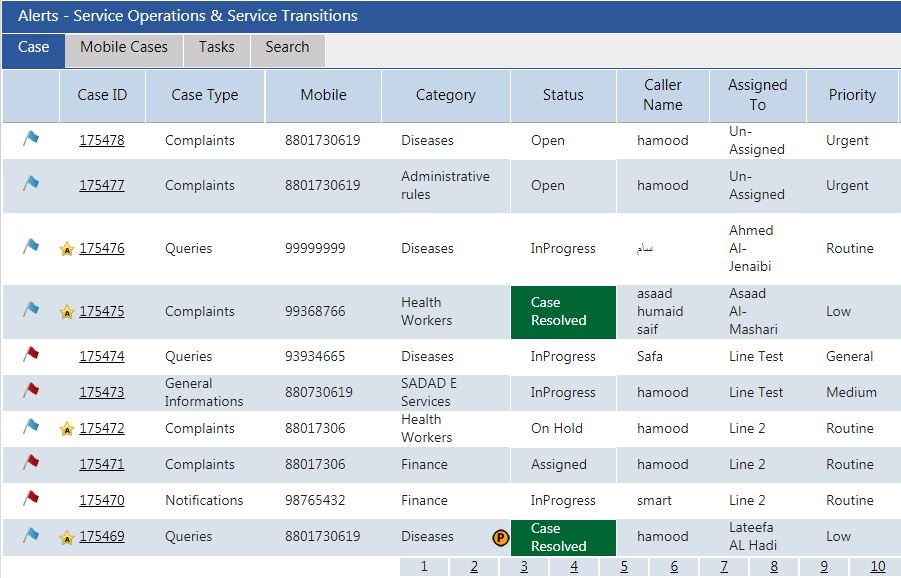 Alerts - Service Operations & Service Transitions
Case Mobile Cases Tasks Search
Case ID Case Type Mobile Category Status Caller Name Assigned To Priority
175478 Complaints 8801730619 Diseases Open hamood Un-Assigned Urgent
175477 Complaints 8801730619 Administrative rules Open hamood Un-Assigned Urgent
A 175476 Queries 99999999 Diseases InProgress سام Ahmed Al-Jenaibi Routine
A 175475 Complaints 99368766 Health Workers Case Resolved asaad humaid saif Asaad Al-Mashari Low
175474 Queries 93934665 Diseases InProgress Safa Line Test General
175473 General Informations 880730619 SADAD E Services InProgress hamood Line Test Medium
A 175472 Complaints 88017306 Health Workers On Hold hamood Line 2 Routine
175471 Complaints 88017306 Finance Assigned hamood Line 2 Routine
175470 Notifications 98765432 Finance InProgress smart Line 2 Routine
A 175469 Queries 8801730619 Diseases P Case Resolved hamood Lateefa AL Hadi Low
1 2 3 4 5 6 7 8 9 10